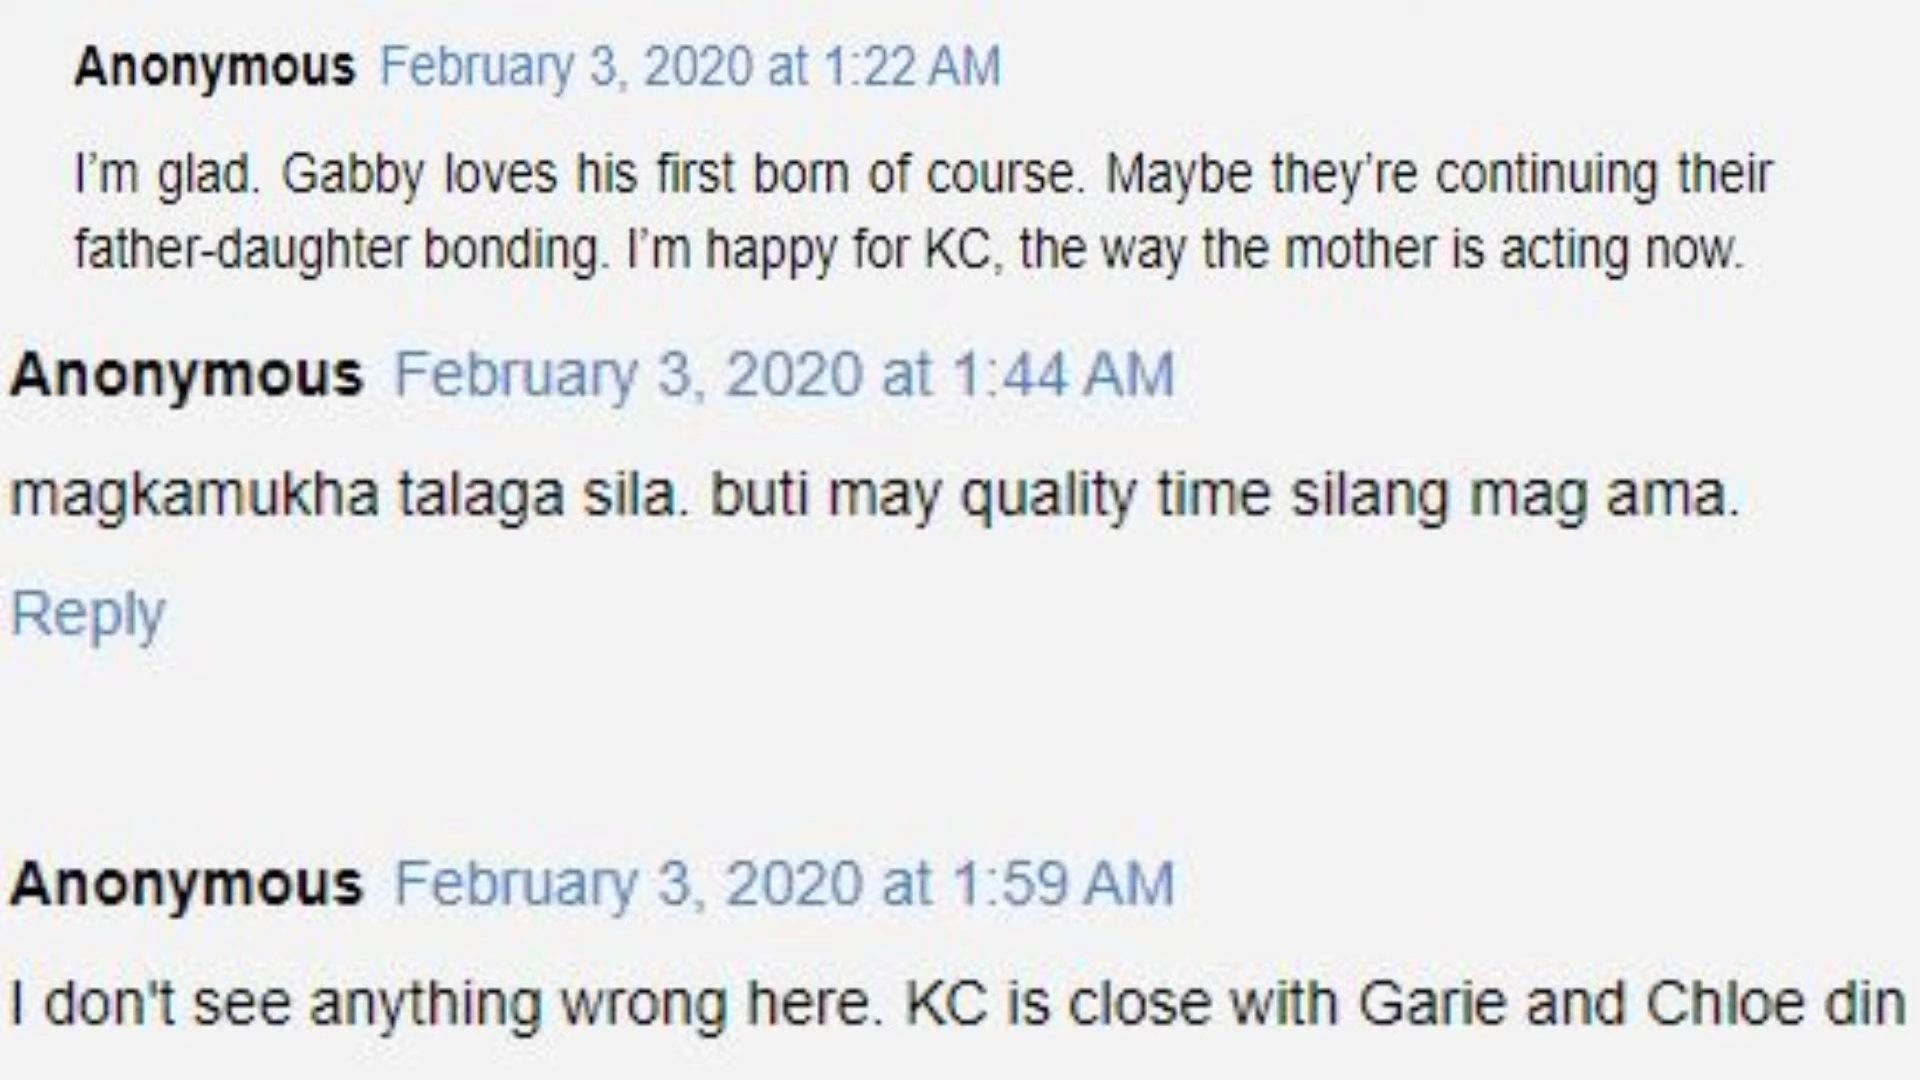 Anonymous February 3, 2020 at 1:22 AM
I’m glad. Gabby loves his first born of course. Maybe they’re continuing their
father-daughter bonding. I’m happy for KC, the way the mother is acting now.
Anonymous February 3, 2020 at 1:44 AM
magkamukha talaga sila. buti may quality time silang mag ama.
Reply
Anonymous February 3, 2020 at 1:59 AM
I don't see anything wrong here. KC is close with Garie and Chloe din